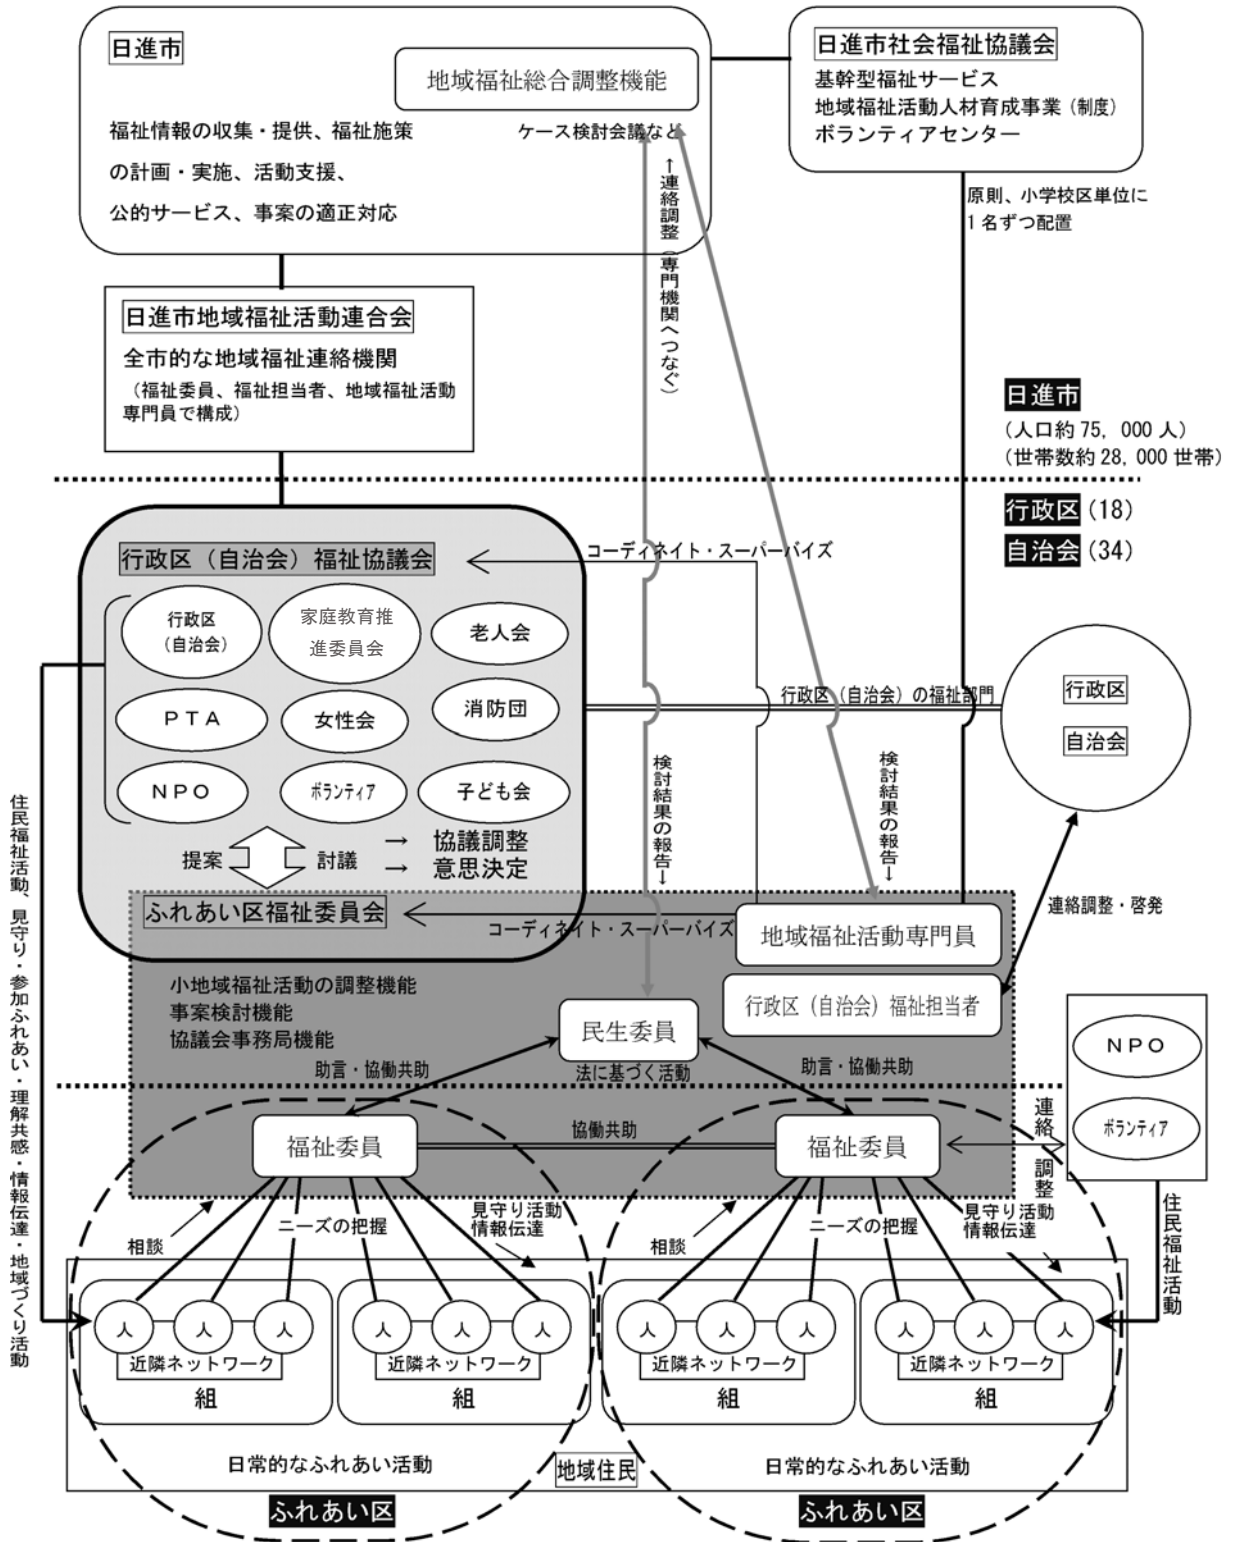 日進市
地域福祉総合調整機能
福祉情報の収集・提供、福祉施策
の計画・実施、活動支援、
公的サービス、事案の適正対応
ケース検討会議など
日進市社会福祉協議会
基幹型福祉サービス
地域福祉活動人材育成事業（制度）
ボランティアセンター
原則、小学校区単位に
1名ずつ配置
←連絡調整（専門機関へつなぐ）
日進市地域福祉活動連合会
全市的な地域福祉連絡機関
（福祉委員、福祉担当者、地域福祉活動
専門員で構成）
日進市
（人口約75，000人）
（世帯数約28，000世帯）
行政区（18）
自治会（34）
行政区（自治会）福祉協議会
コーディネイト・スーパーバイズ
行政区
（自治会）
家庭教育推
進委員会
老人会
PTA
女性会
消防団
NPO
ボランティア
子ども会
行政区（自治会）の福祉部門
行政区
自治会
検討結果の報告→
検討結果の報告→
提案
討議
→ 協議調整
→ 意思決定
ふれあい区福祉委員会
コーディネイト・スーパーバイズ
地域福祉活動専門員
連絡調整・啓発
行政区（自治会）福祉担当者
小地域福祉活動の調整機能
事案検討機能
協議会事務局機能
民生委員
法に基づく活動
助言・協働共助
助言・協働共助
NPO
ボランティア
福祉委員
協働共助
福祉委員
連絡調整
住民福祉活動、見守り・参加ふれあい・理解共感・情報伝達・地域づくり活動
住民福祉活動
相談
ニーズの把握
見守り活動
情報伝達
相談
ニーズの把握
見守り活動
情報伝達
人 人 人 人 人 人 人 人 人 人 人 人
近隣ネットワーク
近隣ネットワーク
近隣ネットワーク
近隣ネットワーク
組
組
組
組
日常的なふれあい活動
地域住民
日常的なふれあい活動
ふれあい区
ふれあい区